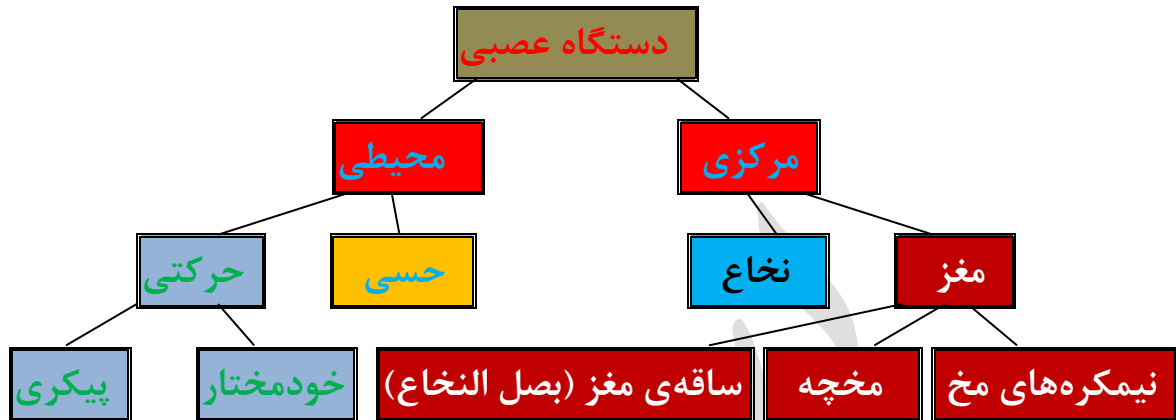 دستگاه عصبی
مرکزی
محیطی
مغز
نخاع
حسی
حرکتی
نیمکره‌های مخ
مخچه
ساقه‌ی مغز (بصل النخاع)
خودمختار
پیکری